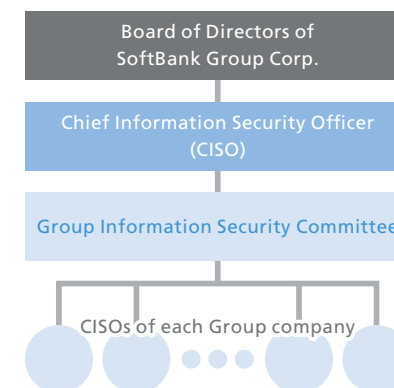 Board of Directors of
SoftBank Group Corp.
Chief Information Security Officer
(CISO)
Group Information Security Committee
CISOs of each Group company